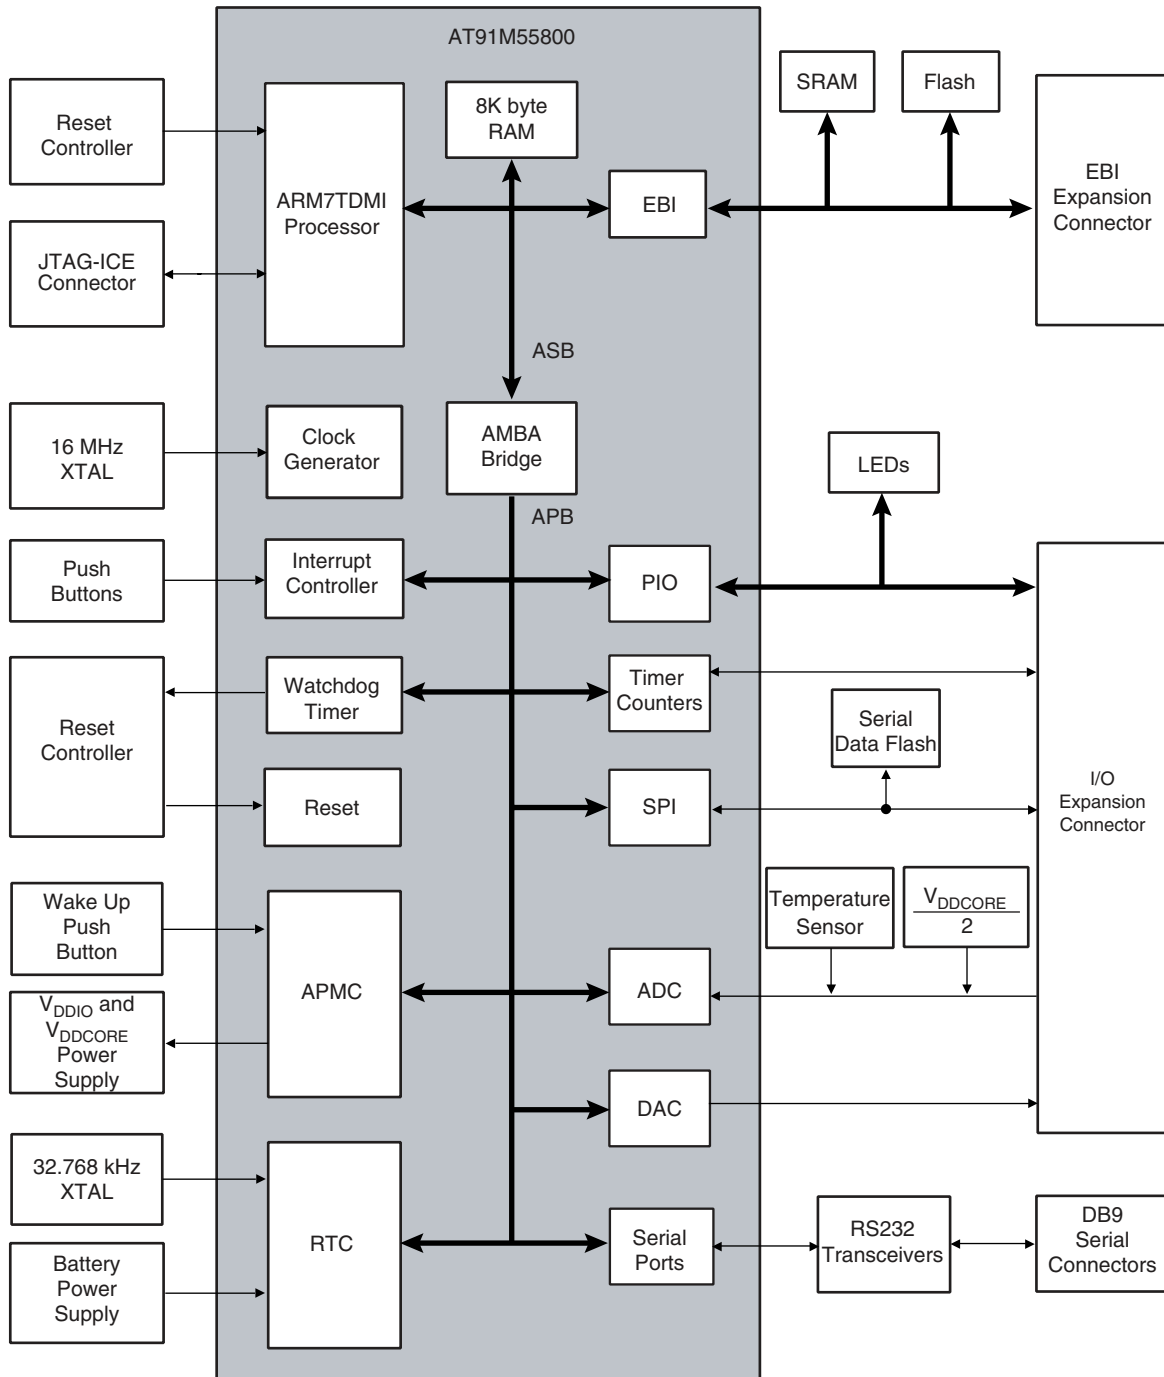 AT91M55800
Reset
Controller
JTAG-ICE
Connector
ARM7TDMI
Processor
8K byte
RAM
EBI
SRAM
Flash
EBI
Expansion
Connector
ASB
16 MHz
XTAL
Clock
Generator
AMBA
Bridge
LEDs
APB
Push
Buttons
Interrupt
Controller
PIO
Reset
Controller
Watchdog
Timer
Timer
Counters
Serial
Data Flash
Reset
SPI
I/O
Expansion
Connector
Wake Up
Push
Button
Temperature
Sensor
VDDCORE
2
APMC
ADC
VDDIO and
VDDCORE
Power
Supply
DAC
32.768 kHz
XTAL
RTC
Serial
Ports
RS232
Transceivers
DB9
Serial
Connectors
Battery
Power
Supply